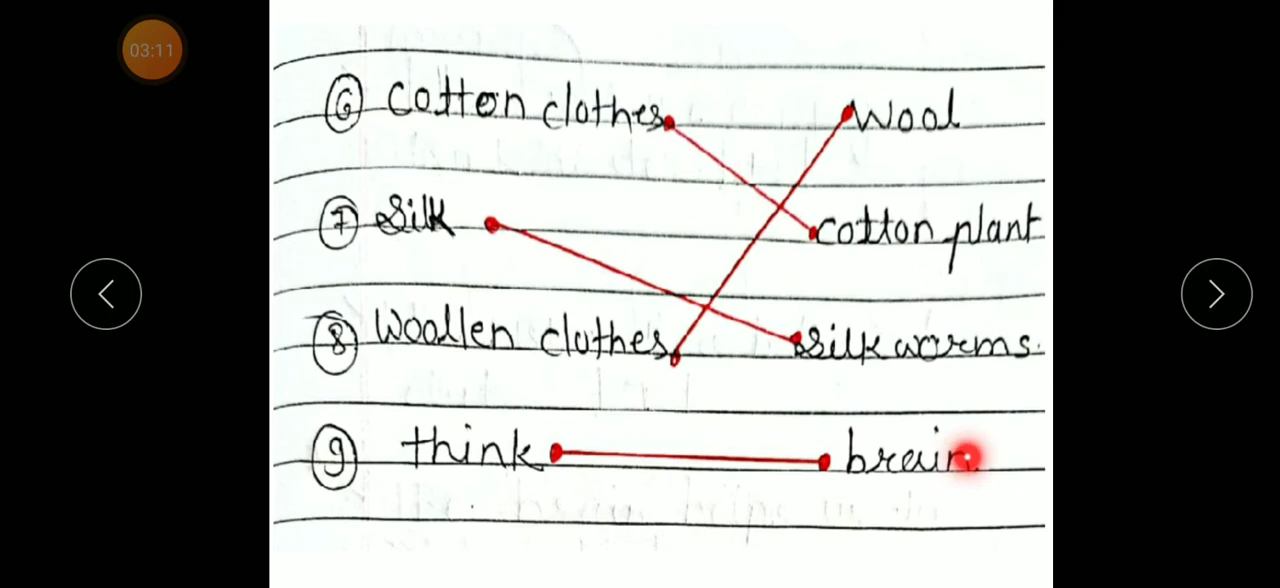 03:11
6 Cotton clothes. wool
7 Silk cotton plant
8 Woollen clothes. silk worms.
9 think brain